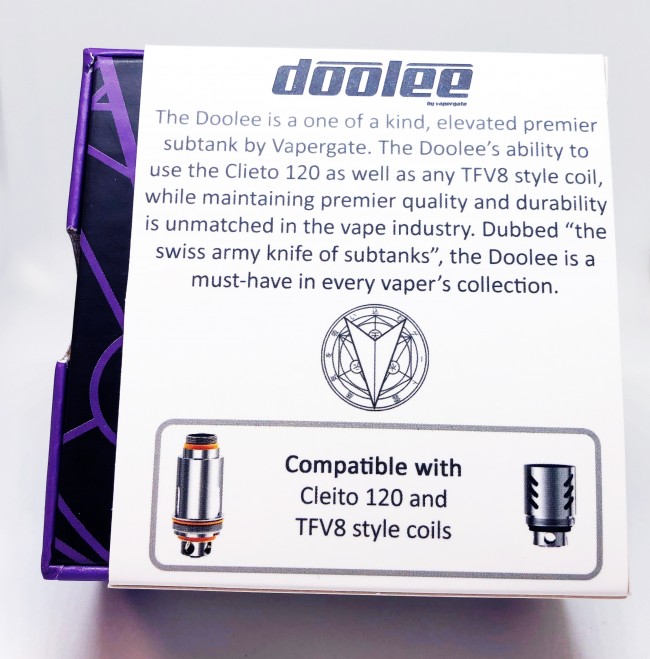 doolee
by vapergate
The Doolee is a one of a kind, elevated premier
subtank by Vapergate. The Doolee's ability to
use the Clieto 120 as well as any TFV8 style coil,
while maintaining premier quality and durability
is unmatched in the vape industry. Dubbed “the
swiss army knife of subtanks”, the Doolee is a
must-have in every vaper's collection.
Compatible with
Cleito 120 and
TFV8 style coils